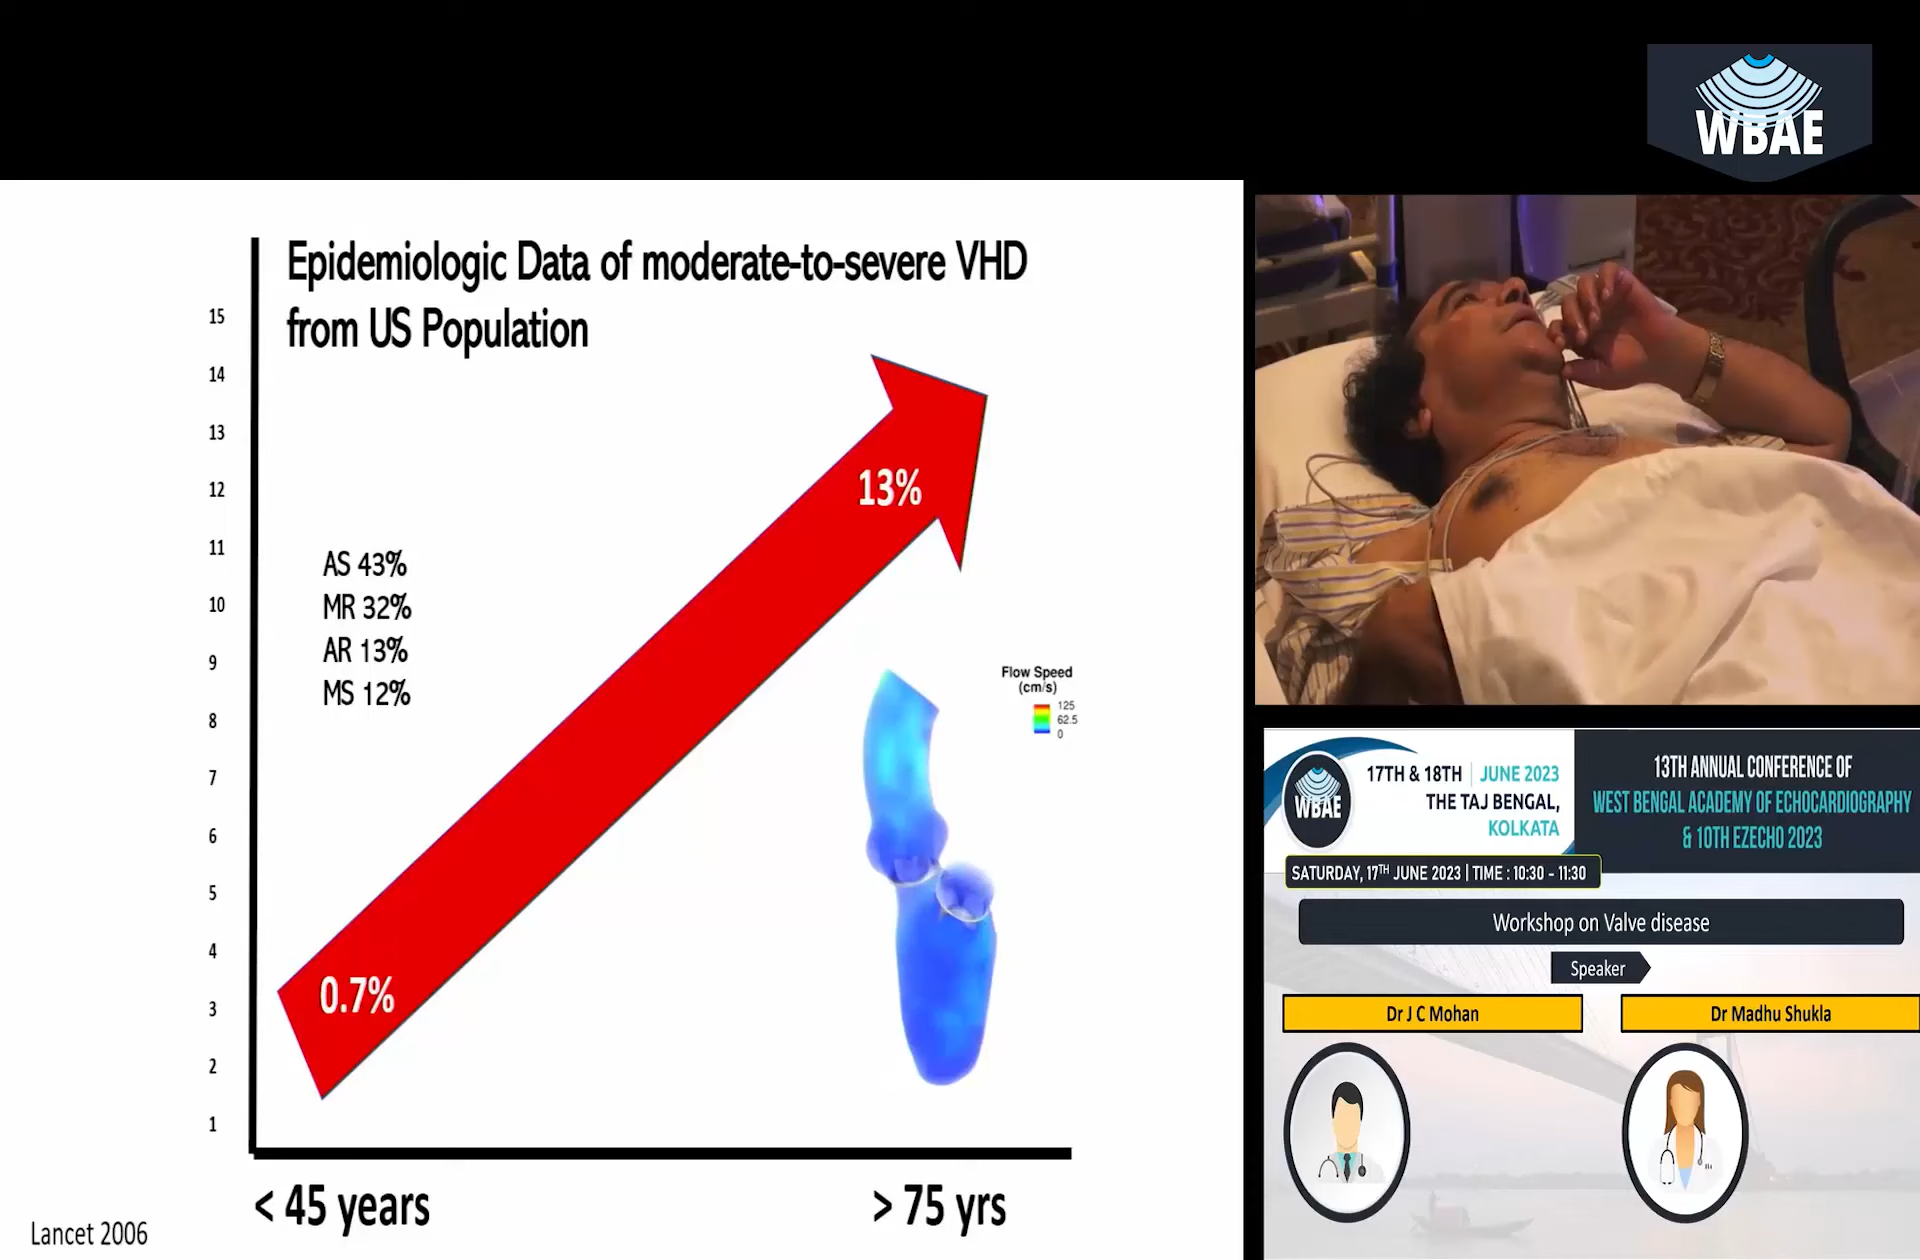 WBAE
Epidemiologic Data of moderate-to-severe VHD
from US Population
15
14
13
12
11
10
9
8
7
6
5
4
3
2
1
13%
AS 43%
MR 32%
AR 13%
MS 12%
0.7%
Flow Speed
(cm/s)
125
62.5
0
< 45 years
> 75 yrs
Lancet 2006
WBAE
17TH & 18TH | JUNE 2023
THE TAJ BENGAL,
KOLKATA
13TH ANNUAL CONFERENCE OF
WEST BENGAL ACADEMY OF ECHOCARDIOGRAPHY
& 10TH EZECHO 2023
SATURDAY, 17TH JUNE 2023 | TIME : 10:30 - 11:30
Workshop on Valve disease
Speaker
Dr J C Mohan
Dr Madhu Shukla